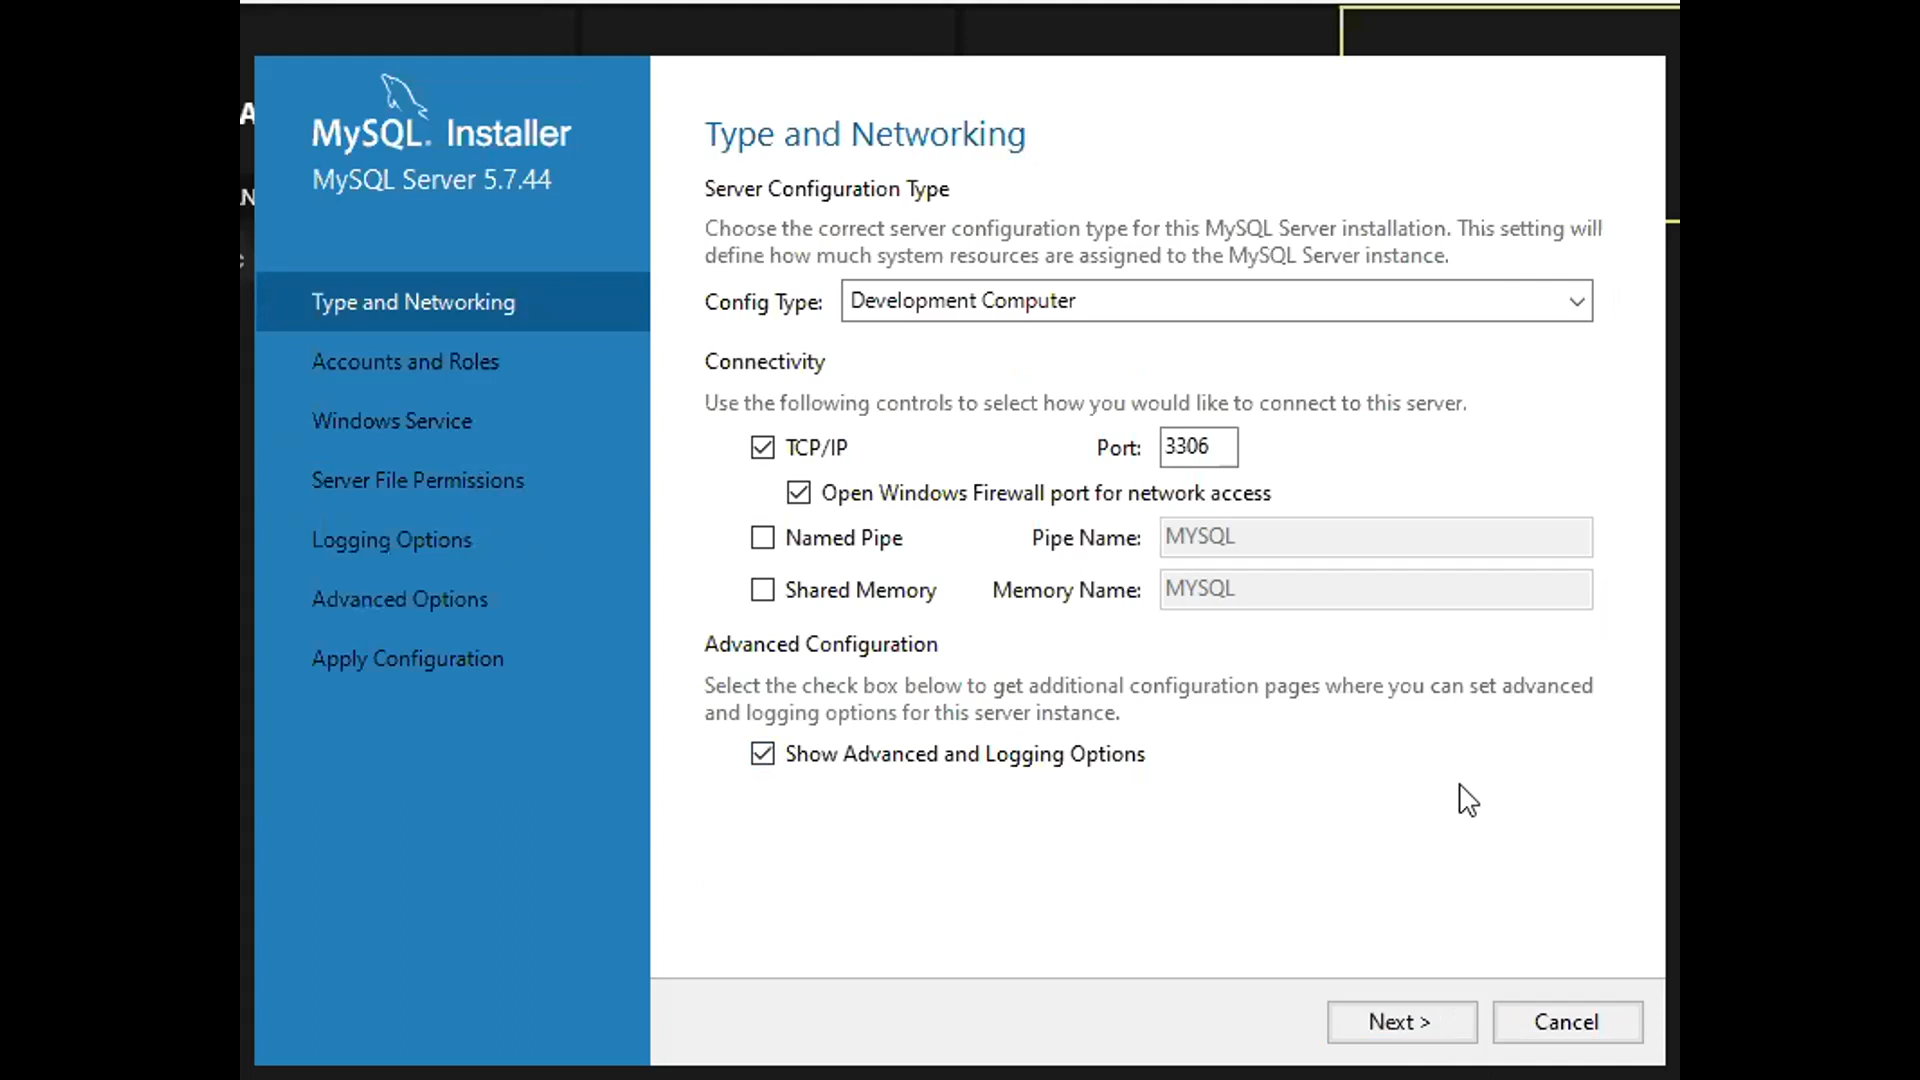 MySQL. Installer
MySQL Server 5.7.44
Type and Networking
Accounts and Roles
Windows Service
Server File Permissions
Logging Options
Advanced Options
Apply Configuration
Type and Networking
Server Configuration Type
Choose the correct server configuration type for this MySQL Server installation. This setting will
define how much system resources are assigned to the MySQL Server instance.
Config Type: Development Computer
Connectivity
Use the following controls to select how you would like to connect to this server.
TCP/IP Port: 3306
Open Windows Firewall port for network access
Named Pipe Pipe Name: MYSQL
Shared Memory Memory Name: MYSQL
Advanced Configuration
Select the check box below to get additional configuration pages where you can set advanced
and logging options for this server instance.
Show Advanced and Logging Options
Next > Cancel